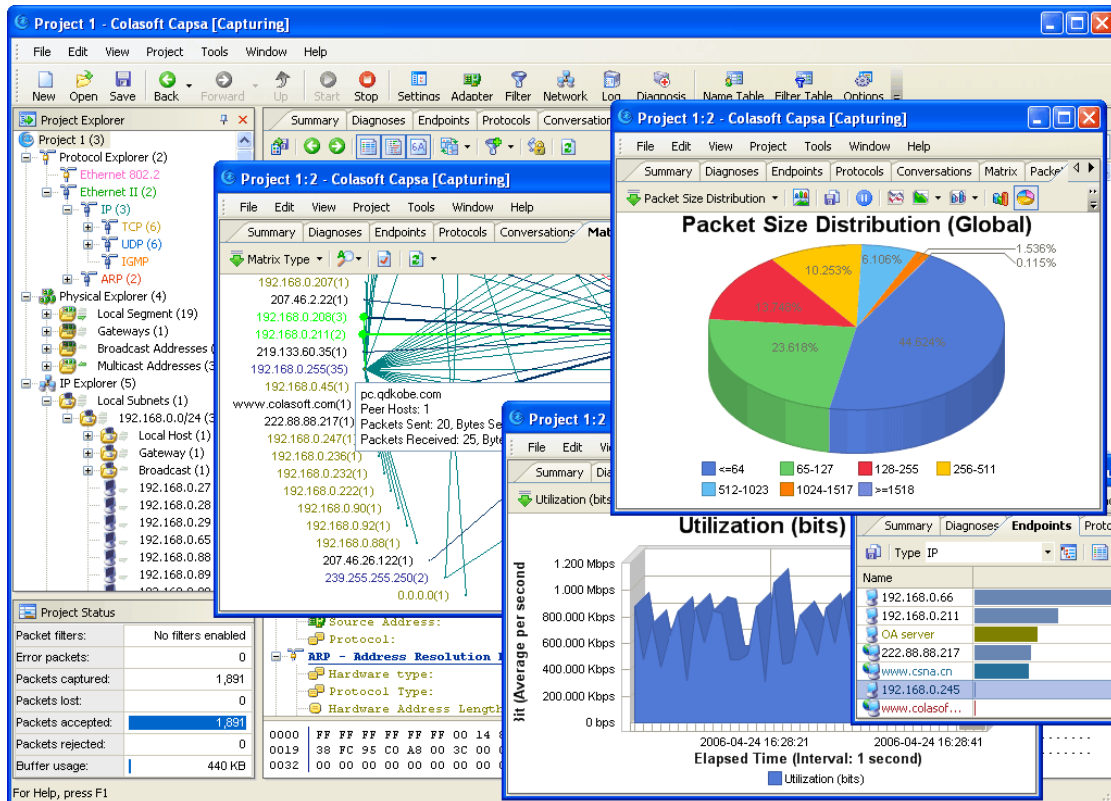 Project 1 - Colasoft Capsa [Capturing]
File Edit View Project Tools Window Help
New Open Save Back Forward Up Start Stop Settings Adapter Filter Network Log Diagnosis Name Table Filter Table Options
Project Explorer
Project 1 (3)
Protocol Explorer (2)
Ethernet 802.2
Ethernet II (2)
IP (3)
TCP (6)
UDP (6)
IGMP
ARP (2)
Physical Explorer (4)
Local Segment (19)
Gateways (1)
Broadcast Addresses (
Multicast Addresses (3
IP Explorer (5)
Local Subnets (1)
192.168.0.0/24 (3
Local Host (1)
Gateway (1)
Broadcast (1)
192.168.0.27
192.168.0.28
192.168.0.29
192.168.0.65
192.168.0.88
192.168.0.89
Project Status
Packet filters: No filters enabled
Error packets: 0
Packets captured: 1,891
Packets lost: 0
Packets accepted: 1,891
Packets rejected: 0
Buffer usage: 440 KB
For Help, press F1
Summary Diagnoses Endpoints Protocols Conversat
Project 1:2 - Colasoft Capsa [Capturing]
File Edit View Project Tools Window Help
Summary Diagnoses Endpoints Protocols Conversations Mat
Matrix Type
192.168.0.207(1)
207.46.2.22(1)
192.168.0.208(3)
192.168.0.211(2)
219.133.60.35(1)
192.168.0.255(35)
192.168.0.45(1)
www.colasoft.com(1)
222.88.88.217(1)
192.168.0.247(1)
192.168.0.236(1)
192.168.0.232(1)
192.168.0.222(1)
192.168.0.90(1)
192.168.0.92(1)
192.168.0.88(1)
207.46.26.122(1)
239.255.255.250(2)
0.0.0.0(1)
pc.qdkobe.com
Peer Hosts: 1
Packets Sent: 20, Bytes Se
Packets Received: 25, Byte
Source Address:
Protocol:
ARP - Address Resolution
Hardware type:
Protocol Type:
Hardware Address Length
0000 FF FF FF FF FF FF 00 14
0019 38 FC 95 C0 A8 00 3C 00
0032 00 00 00 00 00 00 00 00
Project 1:2 - Colasoft Capsa [Capturing]
File Edit View Project Tools Window Help
Summary Diagnoses Endpoints Protocols Conversations Matrix Packe
Packet Size Distribution
Packet Size Distribution (Global)
1.536%
0.115%
6.106%
10.253%
23.618%
44.624%
<=64 65-127 128-255 256-511
512-1023 1024-1517 >=1518
Project 1:2
File Edit
Summary
Utilization (bits
Utilization (bits)
1.200 Mbps
1.000 Mbps
800.000 Kbps
600.000 Kbps
400.000 Kbps
200.000 Kbps
0 bps
(Average per second
2006-04-24 16:28:21 2006-04-24 16:28:41
Elapsed Time (Interval: 1 second)
Utilization (bits)
Summary Diagnoses Endpoints Proto
Type IP
Name
192.168.0.66
192.168.0.211
OA server
222.88.88.217
www.csna.cn
192.168.0.245
www.colasof...